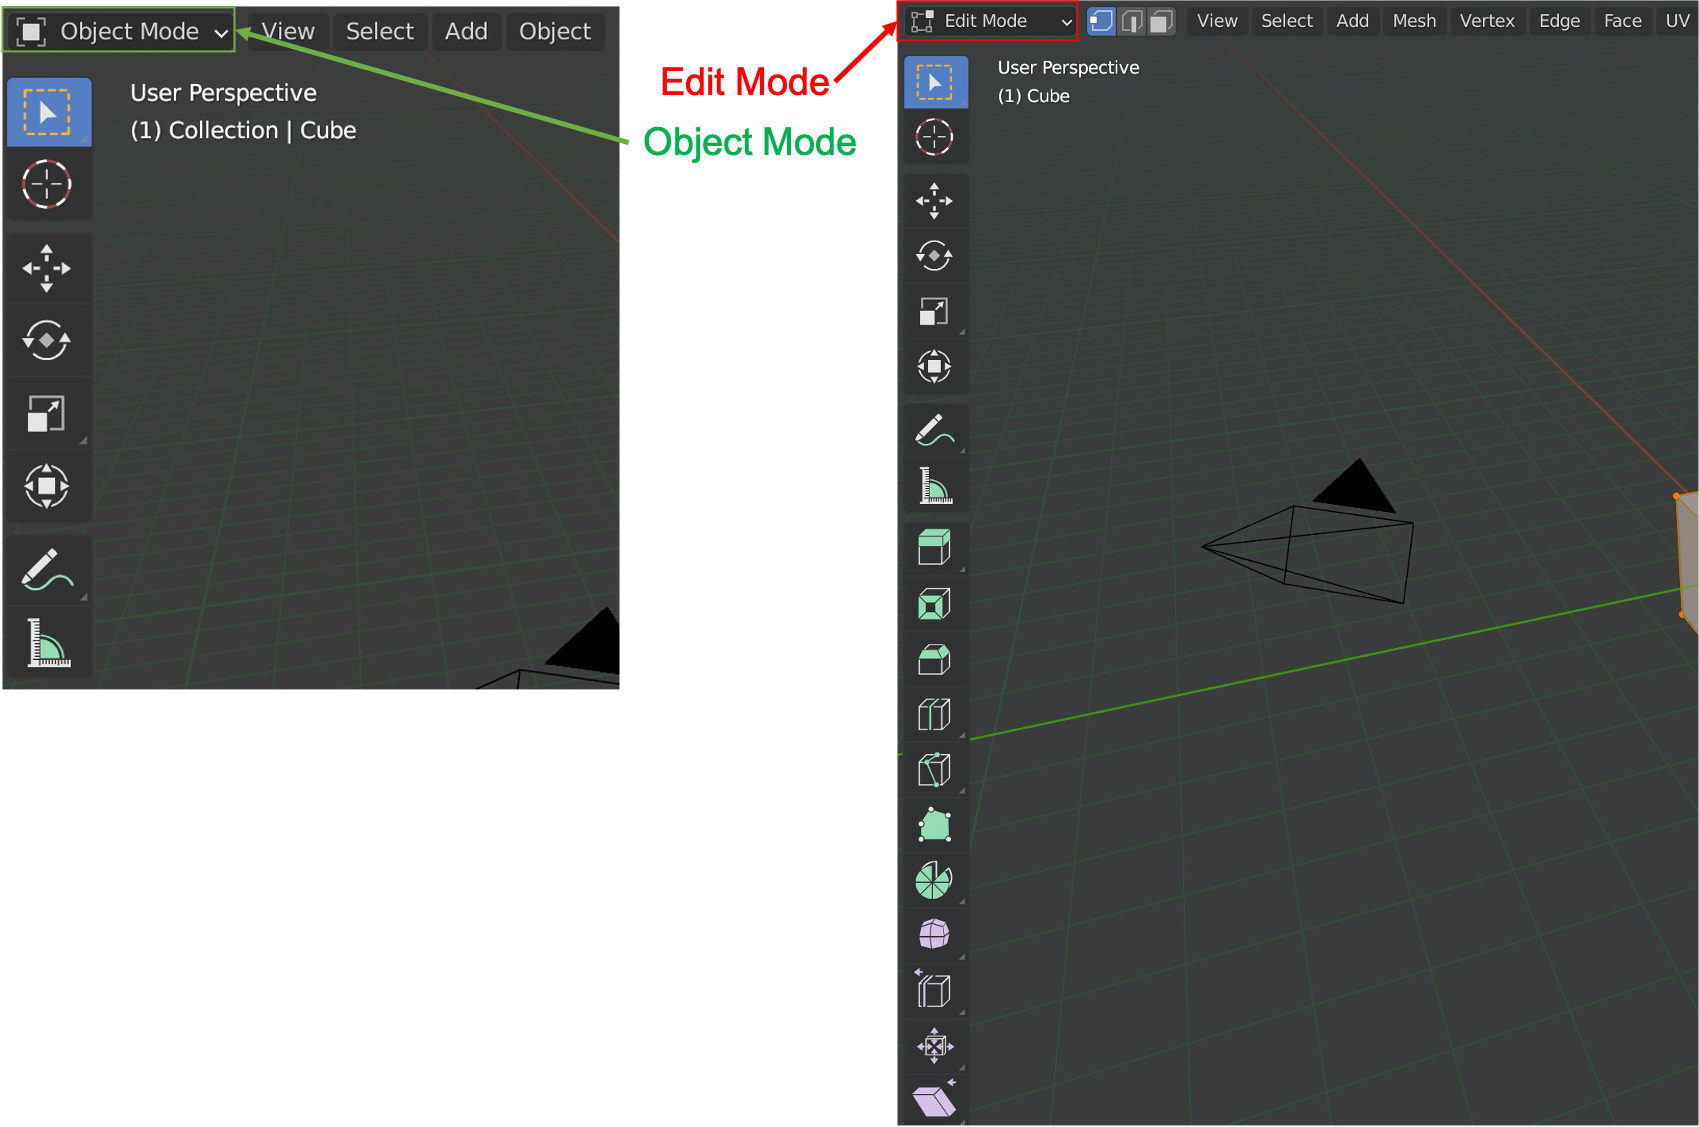 Object Mode View Select Add Object
User Perspective
(1) Collection | Cube
Edit Mode
Object Mode
Edit Mode View Select Add Mesh Vertex Edge Face UV
User Perspective
(1) Cube